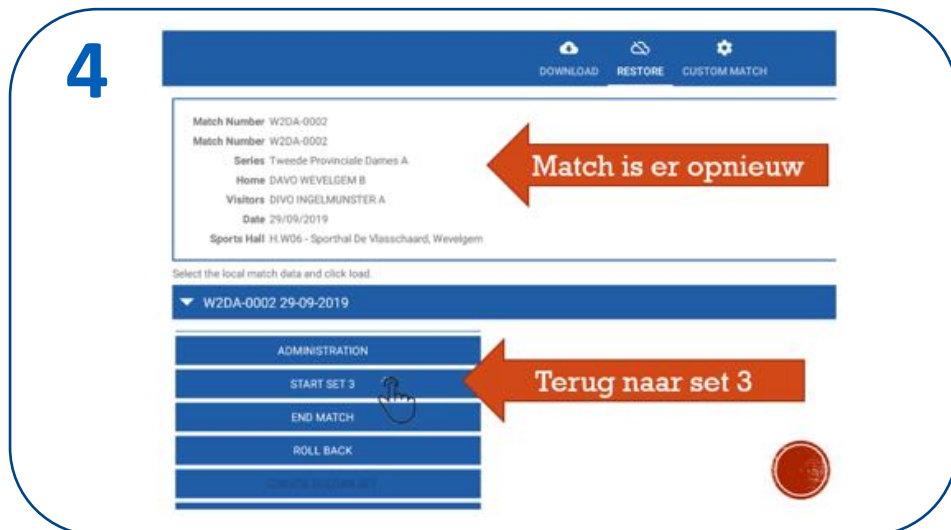 4
DOWNLOAD RESTORE CUSTOM MATCH
Match Number W2DA-0002
Match Number W2DA-0002
Series Tweede Provinciale Dames A
Home DAVO WEVELGEM B
Visitors DIVO INGELMUNSTER A
Date 29/09/2019
Sports Hall H.W06 - Sporthal De Vlasschaard, Wevelgem
Match is er opnieuw
Select the local match data and click load.
W2DA-0002 29-09-2019
ADMINISTRATION
START SET 3
Terug naar set 3
END MATCH
ROLL BACK